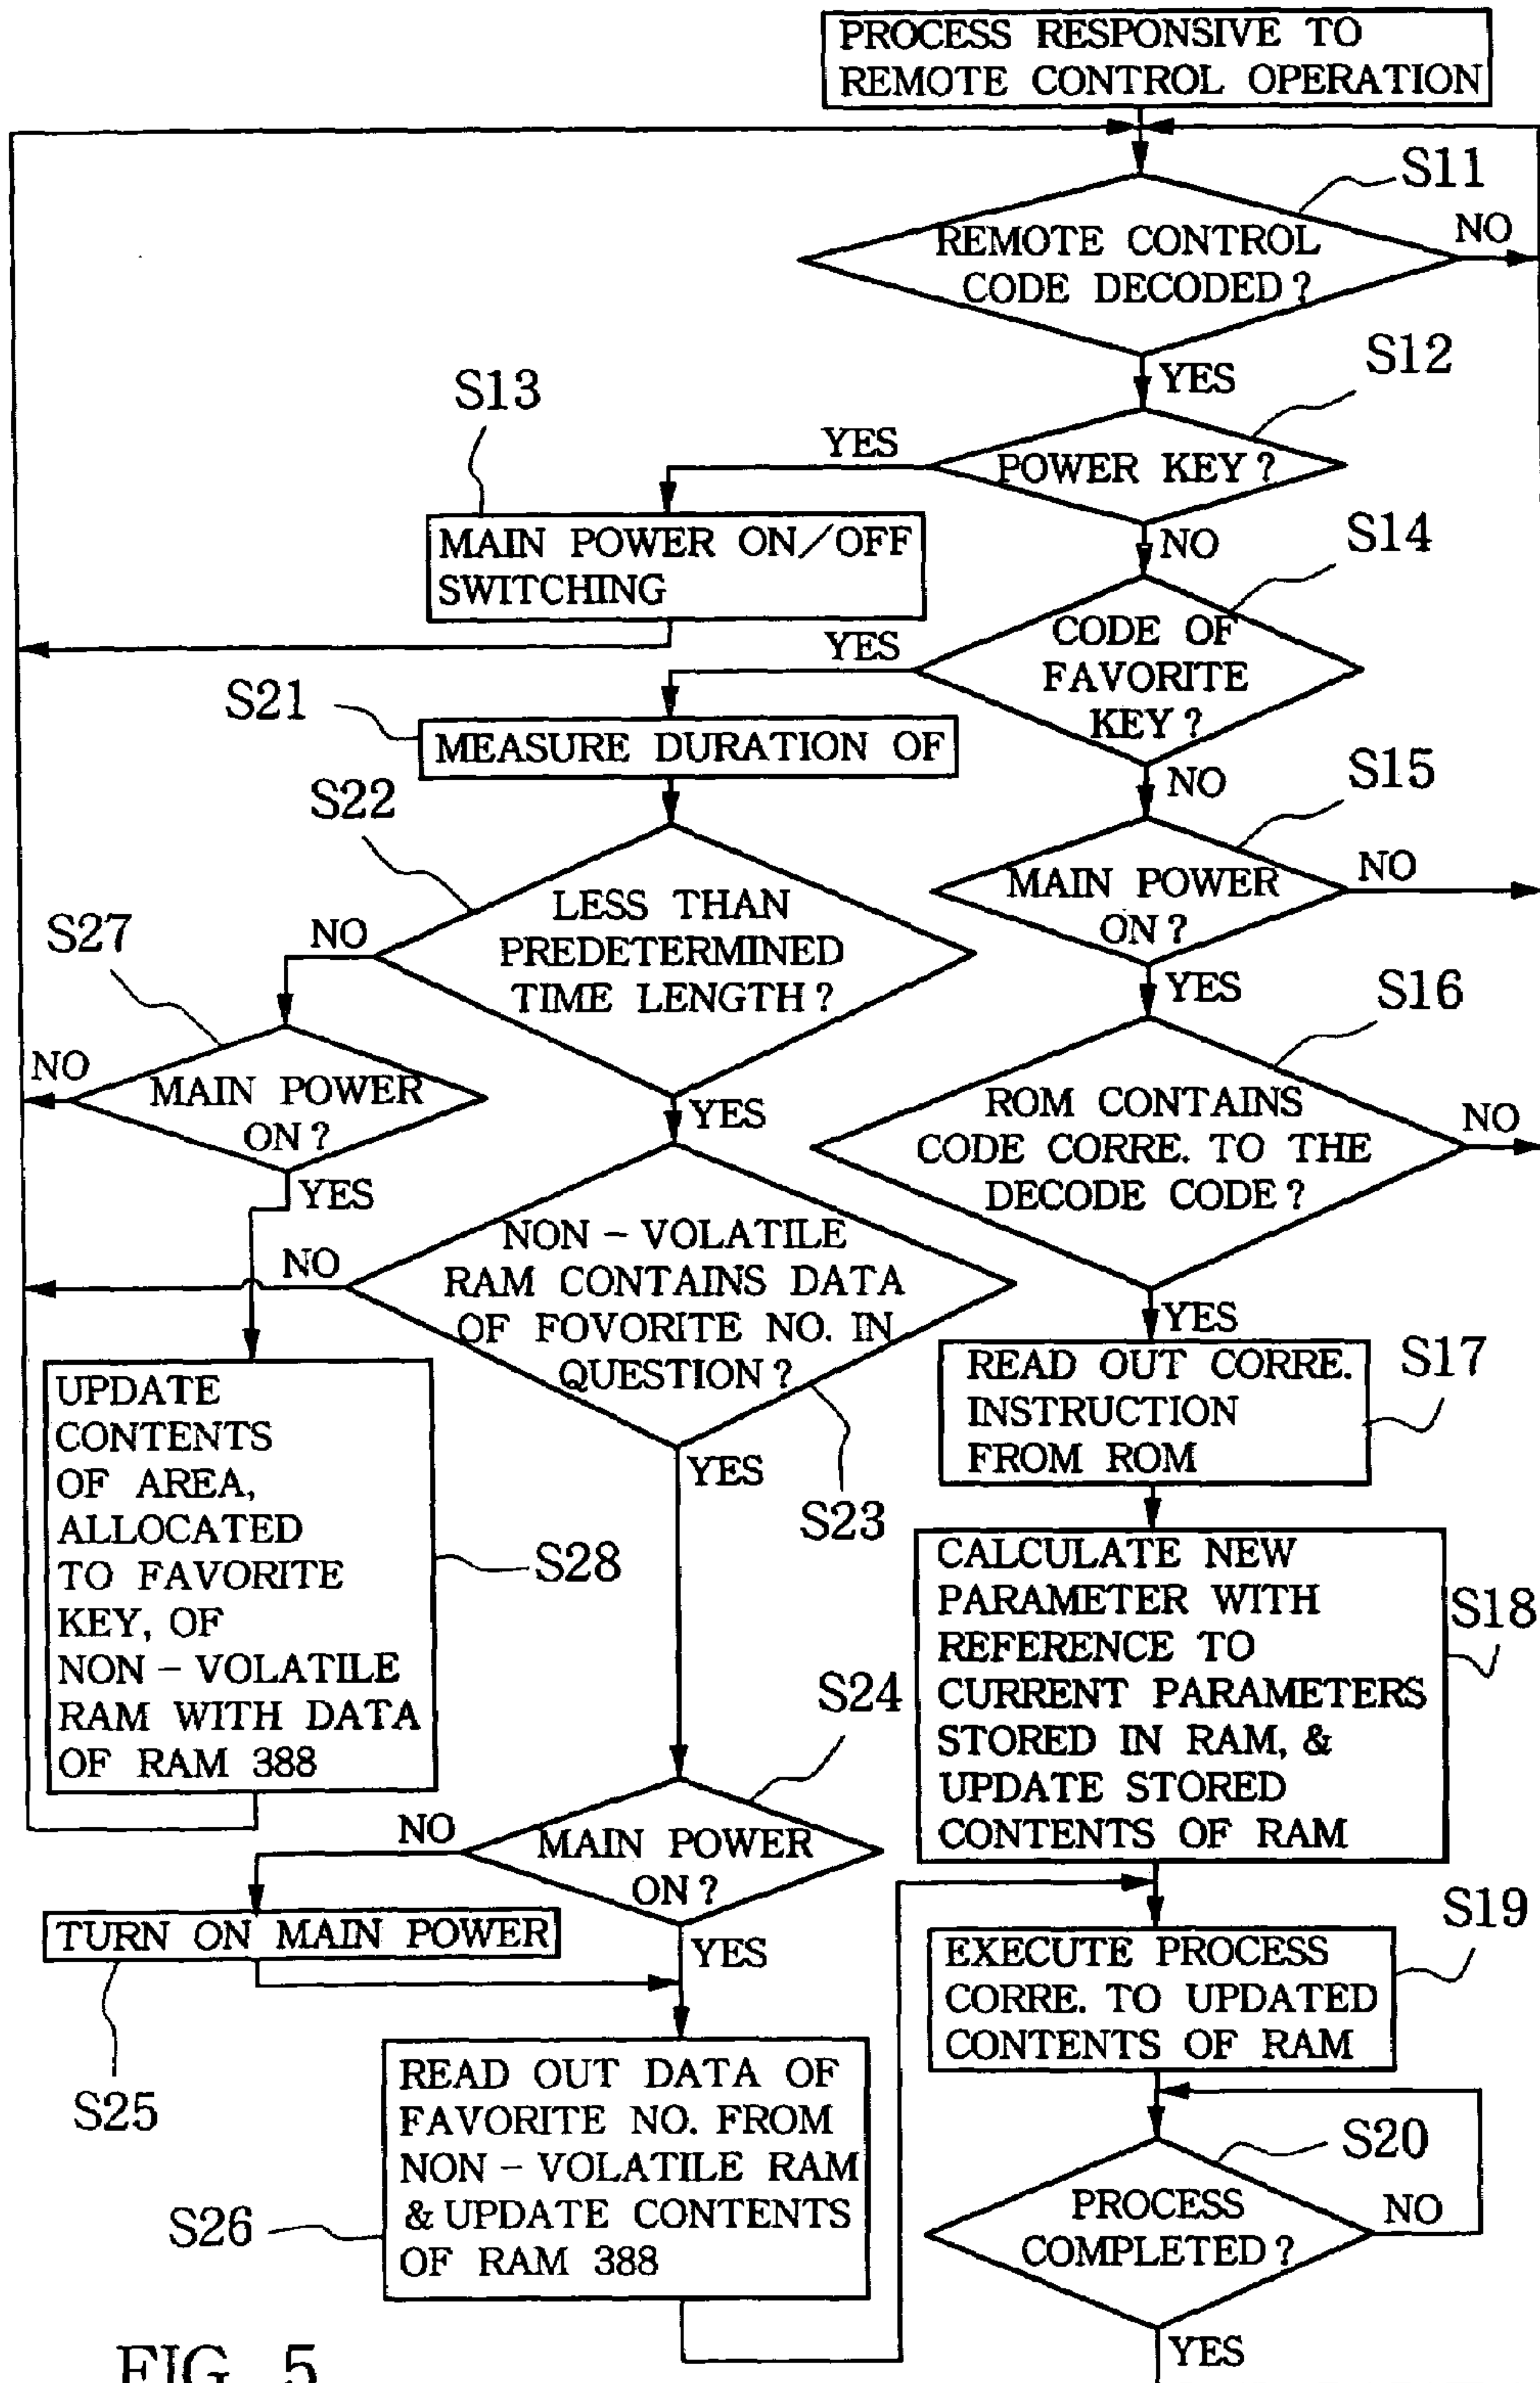 PROCESS RESPONSIVE TO
REMOTE CONTROL OPERATION
S11
REMOTE CONTROL
CODE DECODED?
NO
YES
S12
POWER KEY?
YES
NO
S13
MAIN POWER ON/OFF
SWITCHING
S14
CODE OF
FAVORITE
KEY?
YES
NO
S21
MEASURE DURATION OF
S15
MAIN POWER
ON?
NO
YES
S22
LESS THAN
PREDETERMINED
TIME LENGTH?
NO
YES
S27
MAIN POWER
ON?
NO
YES
S16
ROM CONTAINS
CODE CORRE. TO THE
DECODE CODE?
NO
YES
NON-VOLATILE
RAM CONTAINS DATA
OF FOVORITE NO. IN
QUESTION?
NO
YES
S23
S17
READ OUT CORRE.
INSTRUCTION
FROM ROM
UPDATE
CONTENTS
OF AREA,
ALLOCATED
TO FAVORITE
KEY, OF
NON-VOLATILE
RAM WITH DATA
OF RAM 388
S28
CALCULATE NEW
PARAMETER WITH
REFERENCE TO
CURRENT PARAMETERS
STORED IN RAM, &
UPDATE STORED
CONTENTS OF RAM
S18
S24
MAIN POWER
ON?
NO
YES
TURN ON MAIN POWER
S25
S19
EXECUTE PROCESS
CORRE. TO UPDATED
CONTENTS OF RAM
READ OUT DATA OF
FAVORITE NO. FROM
NON-VOLATILE RAM
& UPDATE CONTENTS
OF RAM 388
S26
S20
PROCESS
COMPLETED?
NO
YES
FIG. 5